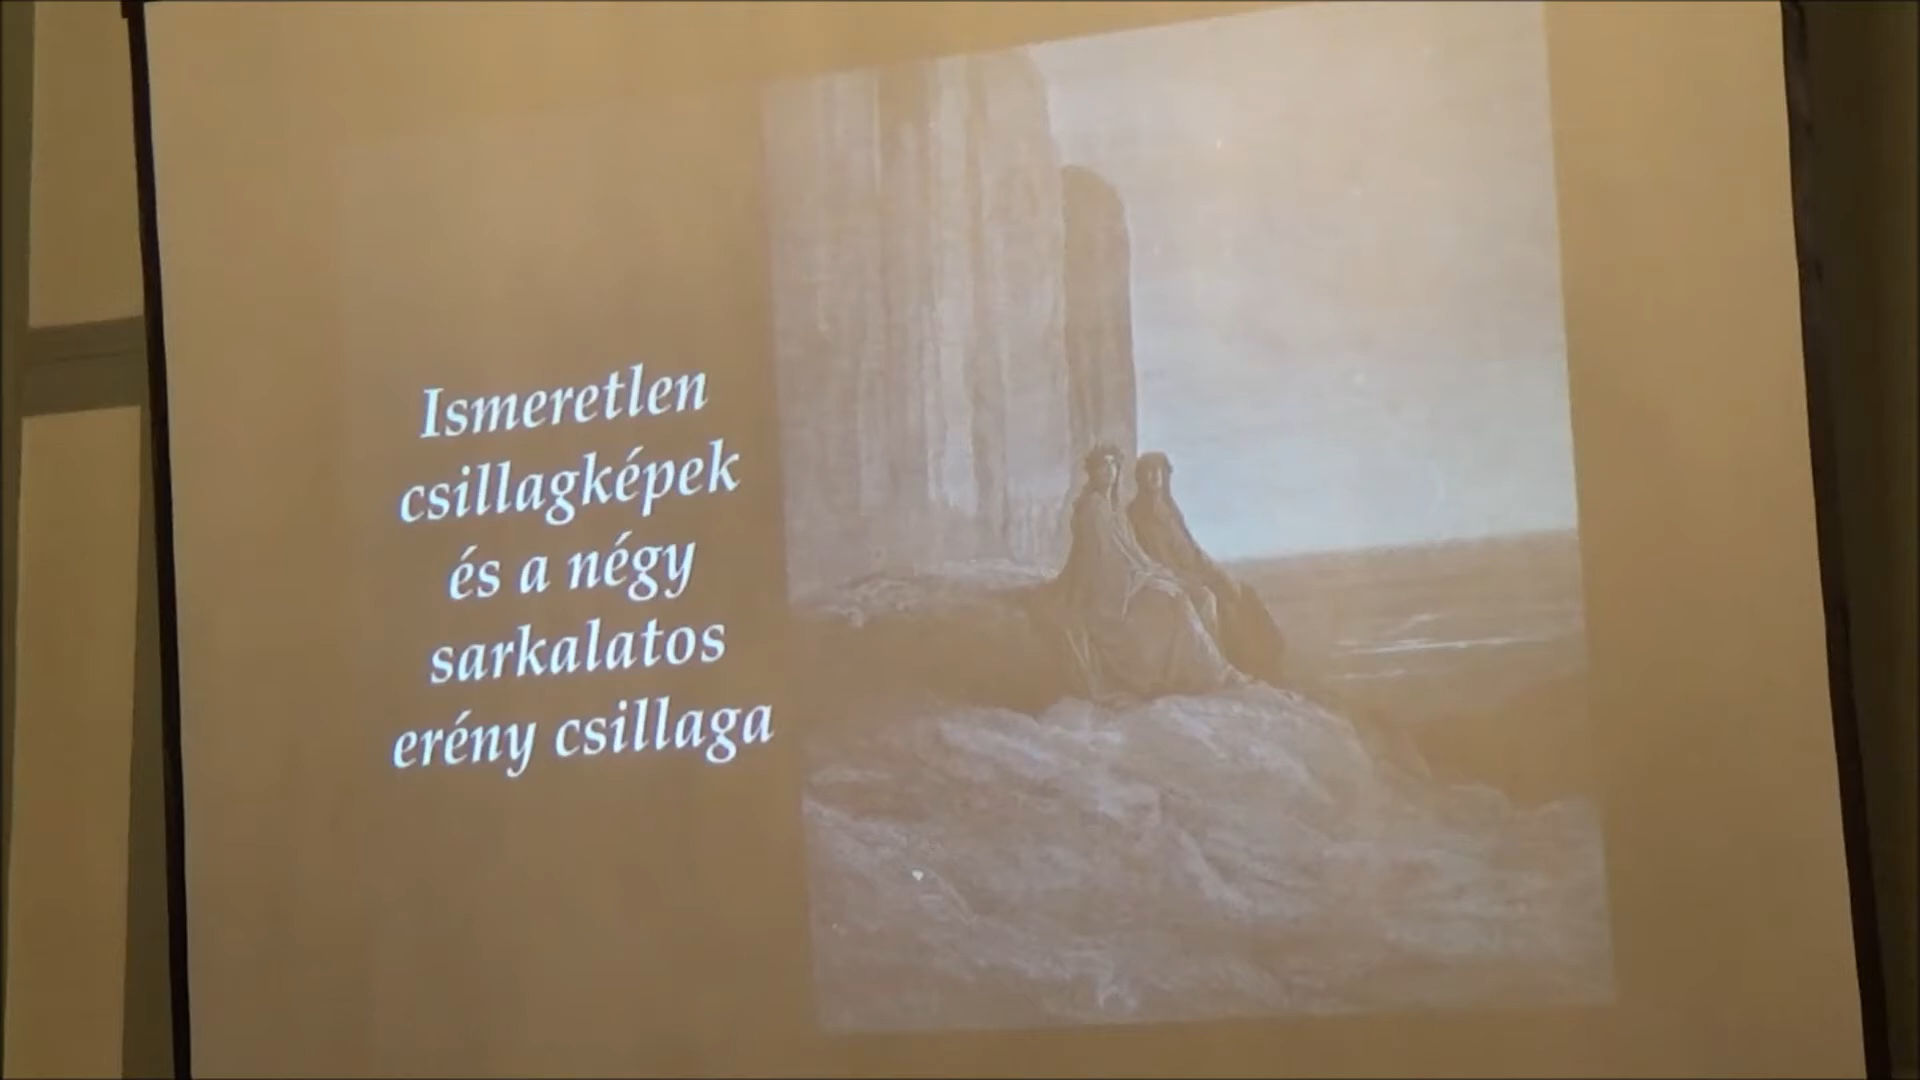 Ismeretlen
csillagképek
és a négy
sarkalatos
erény csillaga